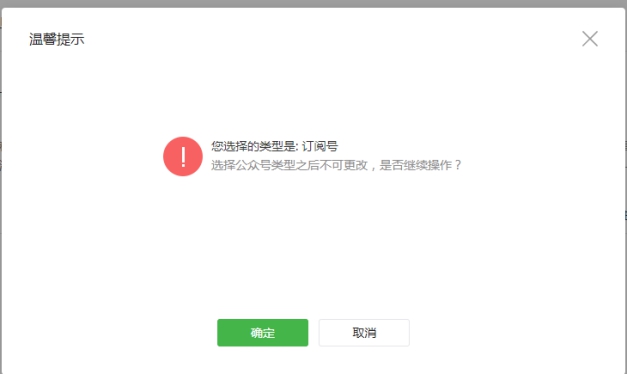 温馨提示
您选择的类型是: 订阅号
选择公众号类型之后不可更改，是否继续操作？
确定
取消